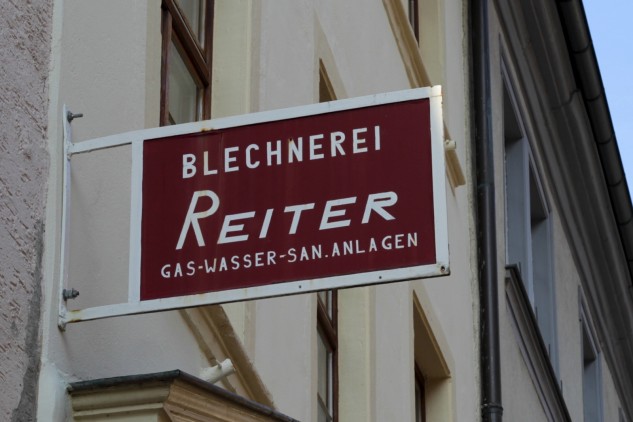 BLECHNEREI
REITER
GAS-WASSER-SAN.ANLAGEN